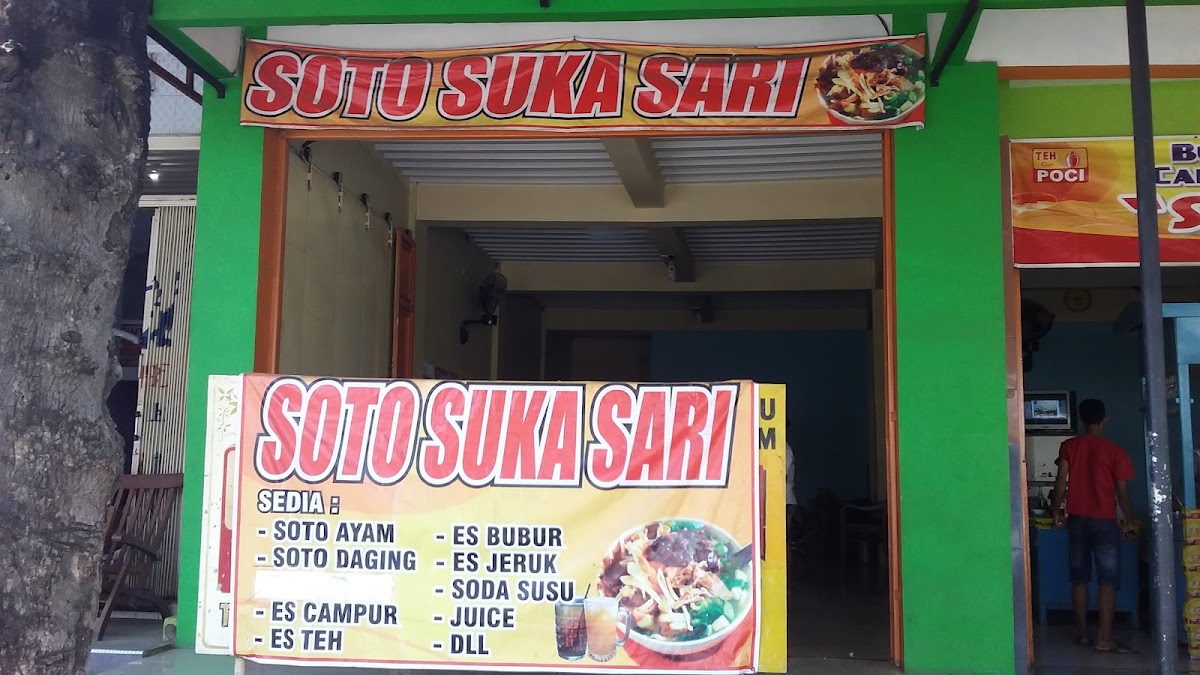 SOTO SUKA SARI
TEH
POCI
SOTO SUKA SARI
SEDIA :
- SOTO AYAM
- SOTO DAGING
- ES CAMPUR
- ES TEH
- ES BUBUR
- ES JERUK
- SODA SUSU
- JUICE
- DLL
UM